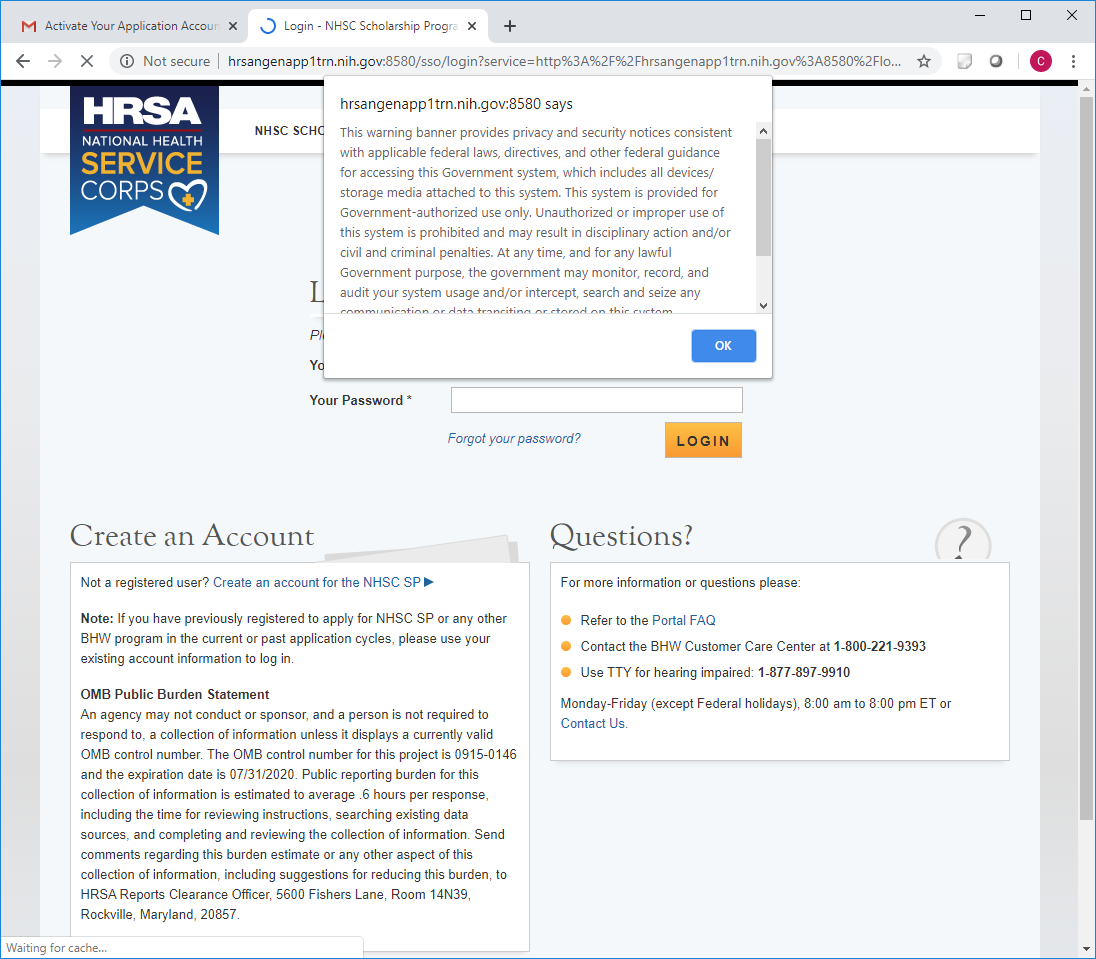 Activate Your Application Accoun
Login - NHSC Scholarship Progra
Not secure | hrsangenapp1trn.nih.gov:8580/sso/login?service=http%3A%2F%2Fhrsangenapp1trn.nih.gov%3A8580%2Flo...
C
HRSA
NATIONAL HEALTH
SERVICE
CORPS
NHSC SCHO
hrsangenapp1trn.nih.gov:8580 says
This warning banner provides privacy and security notices consistent
with applicable federal laws, directives, and other federal guidance
for accessing this Government system, which includes all devices/
storage media attached to this system. This system is provided for
Government-authorized use only. Unauthorized or improper use of
this system is prohibited and may result in disciplinary action and/or
civil and criminal penalties. At any time, and for any lawful
Government purpose, the government may monitor, record, and
audit your system usage and/or intercept, search and seize any
communication or data transiting or stored on this system
OK
L
Ple
Yo
Your Password *
Forgot your password?
LOGIN
Create an Account
Not a registered user? Create an account for the NHSC SP
Note: If you have previously registered to apply for NHSC SP or any other
BHW program in the current or past application cycles, please use your
existing account information to log in.
OMB Public Burden Statement
An agency may not conduct or sponsor, and a person is not required to
respond to, a collection of information unless it displays a currently valid
OMB control number. The OMB control number for this project is 0915-0146
and the expiration date is 07/31/2020. Public reporting burden for this
collection of information is estimated to average .6 hours per response,
including the time for reviewing instructions, searching existing data
sources, and completing and reviewing the collection of information. Send
comments regarding this burden estimate or any other aspect of this
collection of information, including suggestions for reducing this burden, to
HRSA Reports Clearance Officer, 5600 Fishers Lane, Room 14N39,
Rockville, Maryland, 20857.
Questions?
?
For more information or questions please:
Refer to the Portal FAQ
Contact the BHW Customer Care Center at 1-800-221-9393
Use TTY for hearing impaired: 1-877-897-9910
Monday-Friday (except Federal holidays), 8:00 am to 8:00 pm ET or
Contact Us.
Waiting for cache...